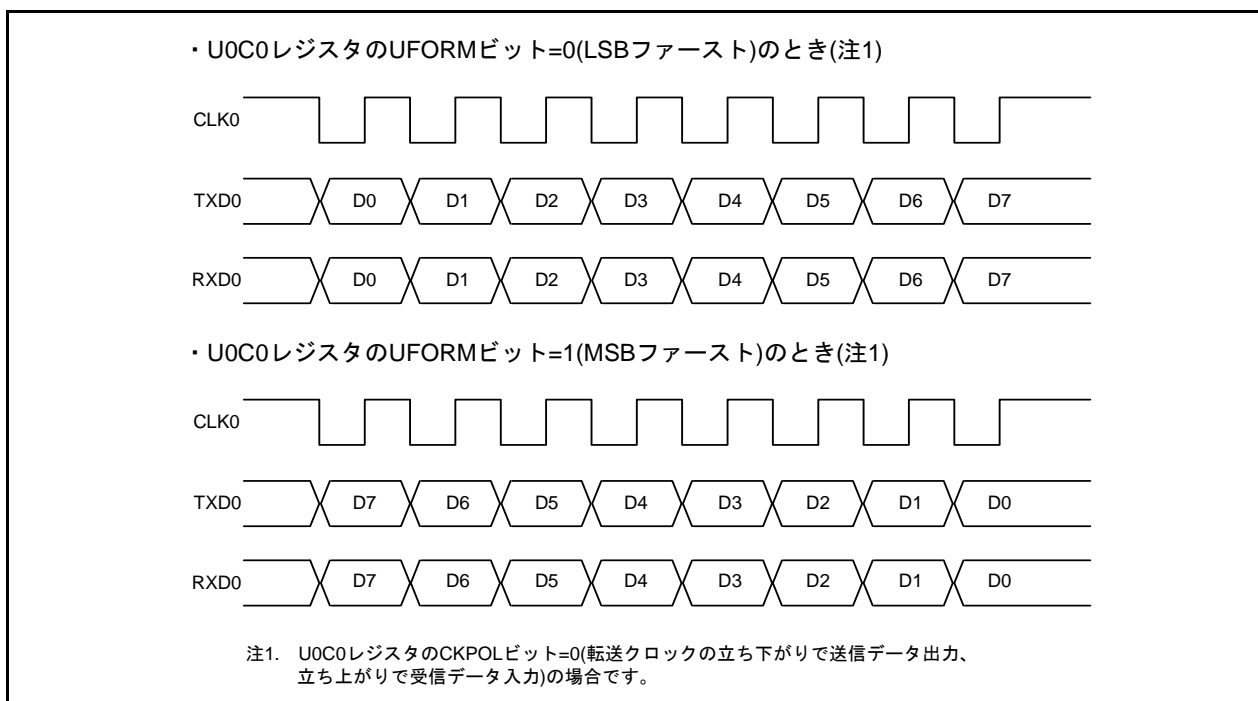 ・U0C0レジスタのUFORMビット=0(LSBファースト)のとき(注1)
CLK0
TXD0 D0 D1 D2 D3 D4 D5 D6 D7
RXD0 D0 D1 D2 D3 D4 D5 D6 D7
・U0C0レジスタのUFORMビット=1(MSBファースト)のとき(注1)
CLK0
TXD0 D7 D6 D5 D4 D3 D2 D1 D0
RXD0 D7 D6 D5 D4 D3 D2 D1 D0
注1. U0C0レジスタのCKPOLビット=0(転送クロックの立ち下がりで送信データ出力、
立ち上がりで受信データ入力)の場合です。